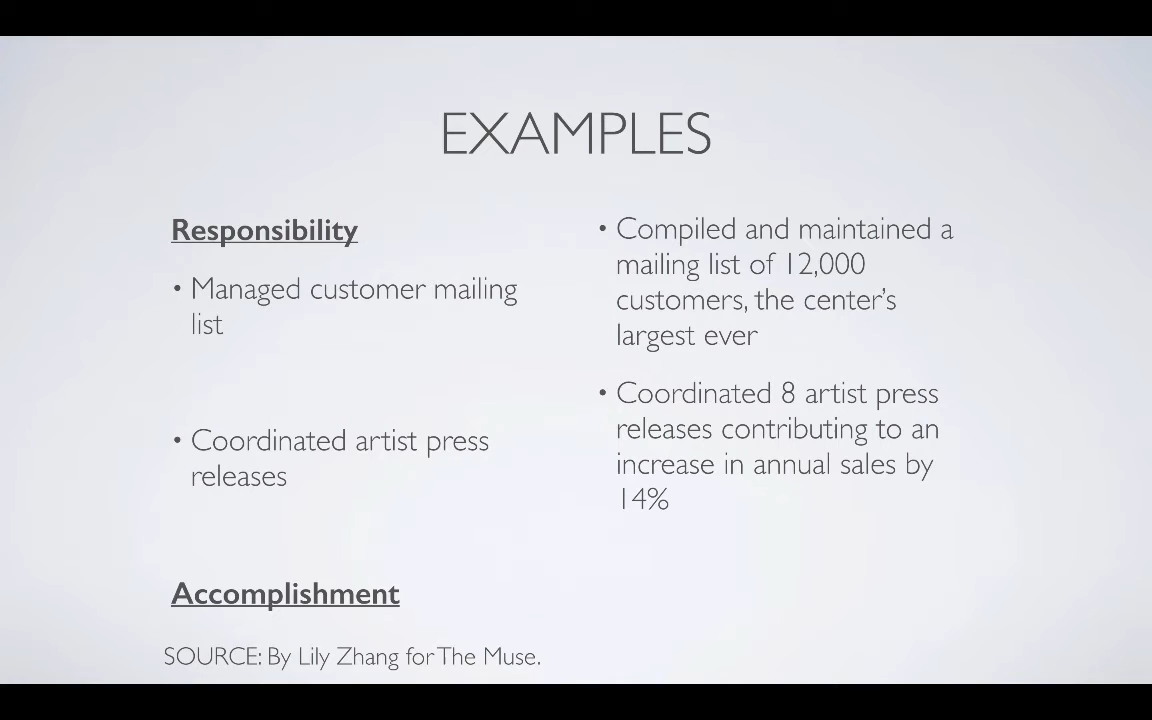 EXAMPLES
Responsibility
• Managed customer mailing
list
• Coordinated artist press
releases
Accomplishment
• Compiled and maintained a
mailing list of 12,000
customers, the center's
largest ever
• Coordinated 8 artist press
releases contributing to an
increase in annual sales by
14%
SOURCE: By Lily Zhang for The Muse.